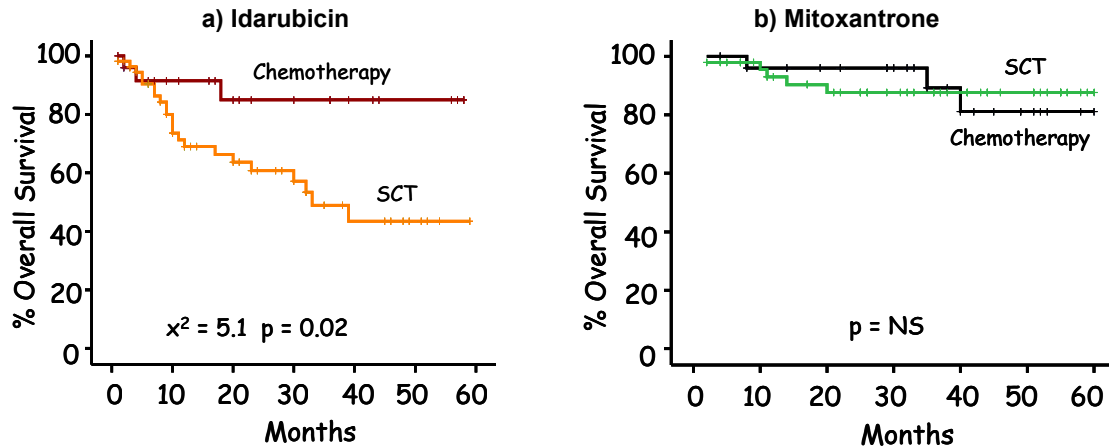 a) Idarubicin
% Overall Survival
100
80
60
40
20
0
Chemotherapy
SCT
x² = 5.1 p = 0.02
0 10 20 30 40 50 60
Months
b) Mitoxantrone
% Overall Survival
100
80
60
40
20
0
SCT
Chemotherapy
p = NS
0 10 20 30 40 50 60
Months